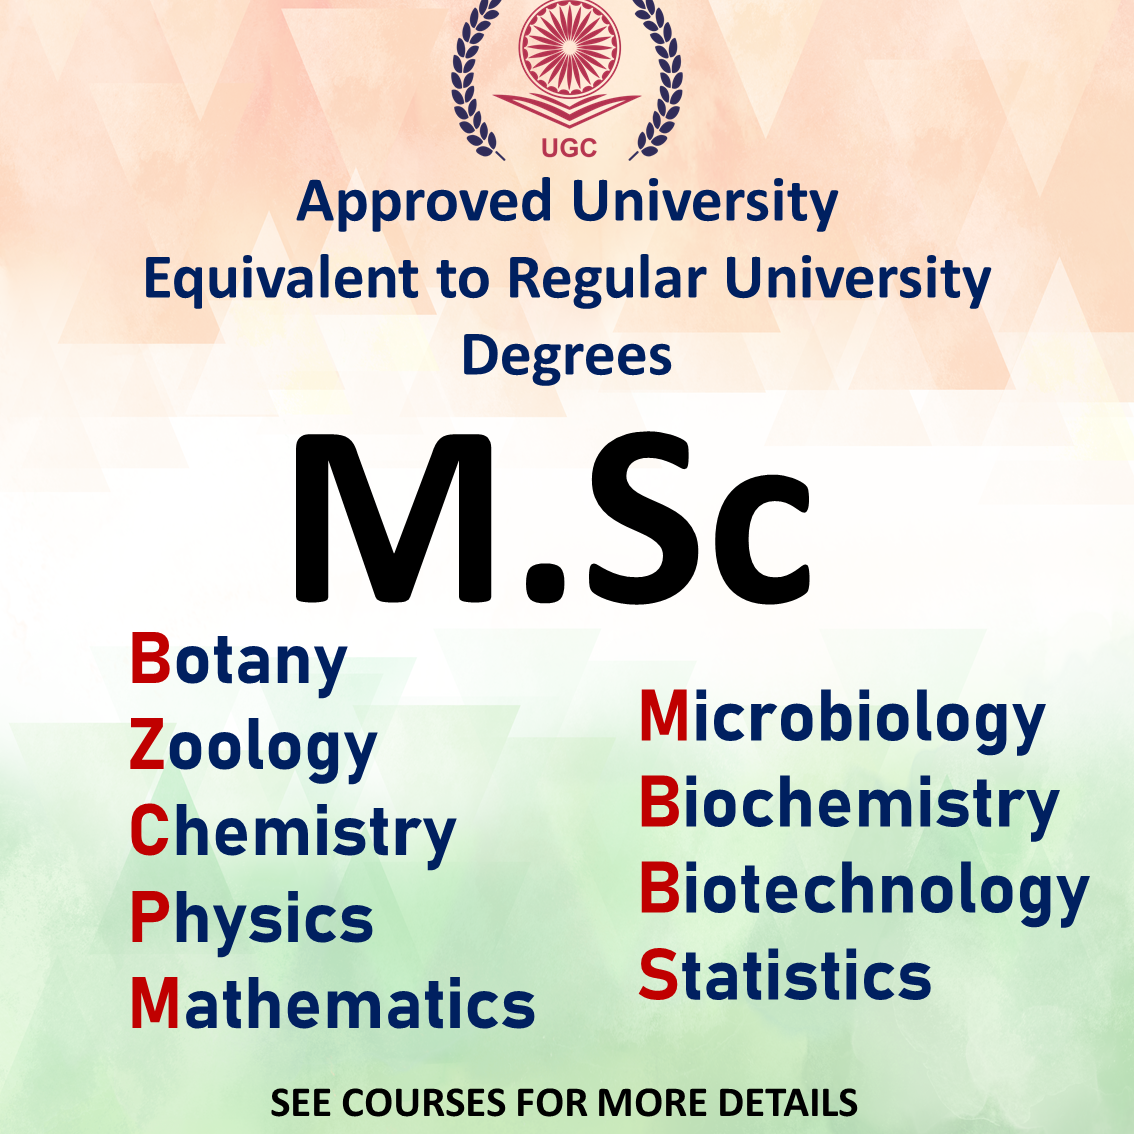 UGC
Approved University
Equivalent to Regular University
Degrees
M.Sc
Botany
Zoology
Chemistry
Physics
Mathematics
Microbiology
Biochemistry
Biotechnology
Statistics
SEE COURSES FOR MORE DETAILS